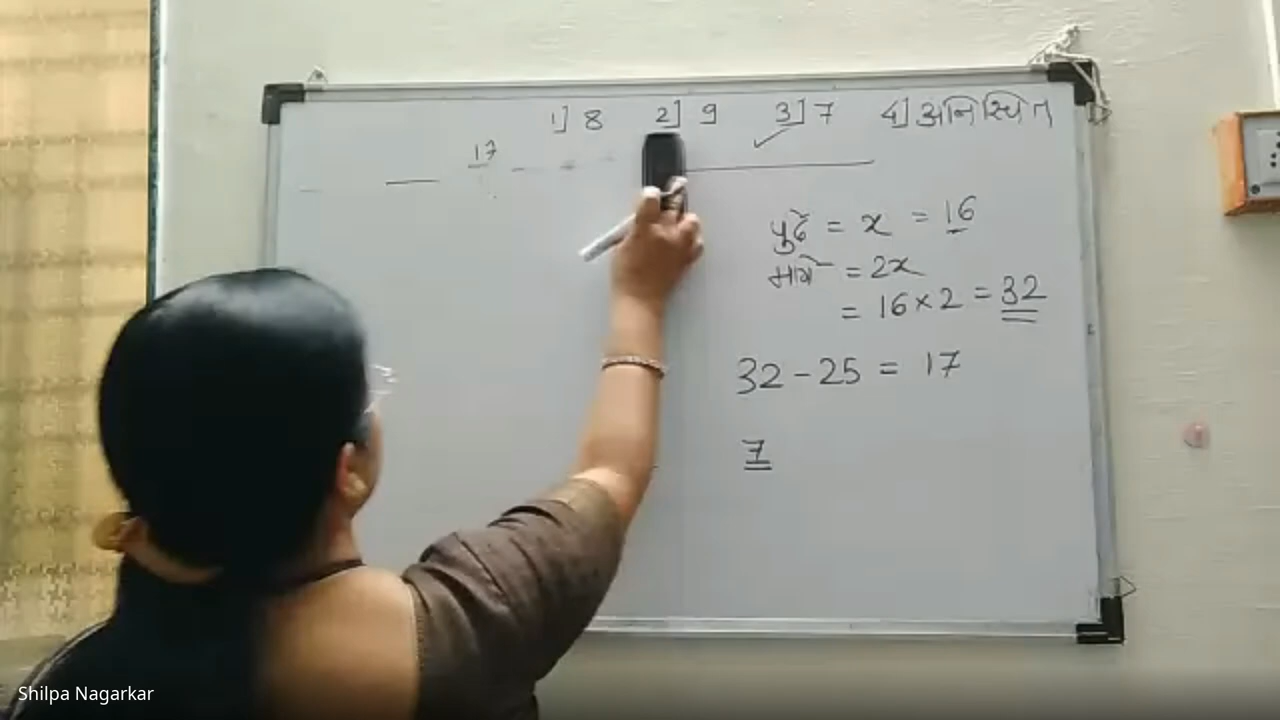 1] 8 2] 9 3] 7 4] अनिश्चित
17
पुढे = x = 16
मागे = 2x
= 16×2 = 32
32-25 = 17
7
Shilpa Nagarkar